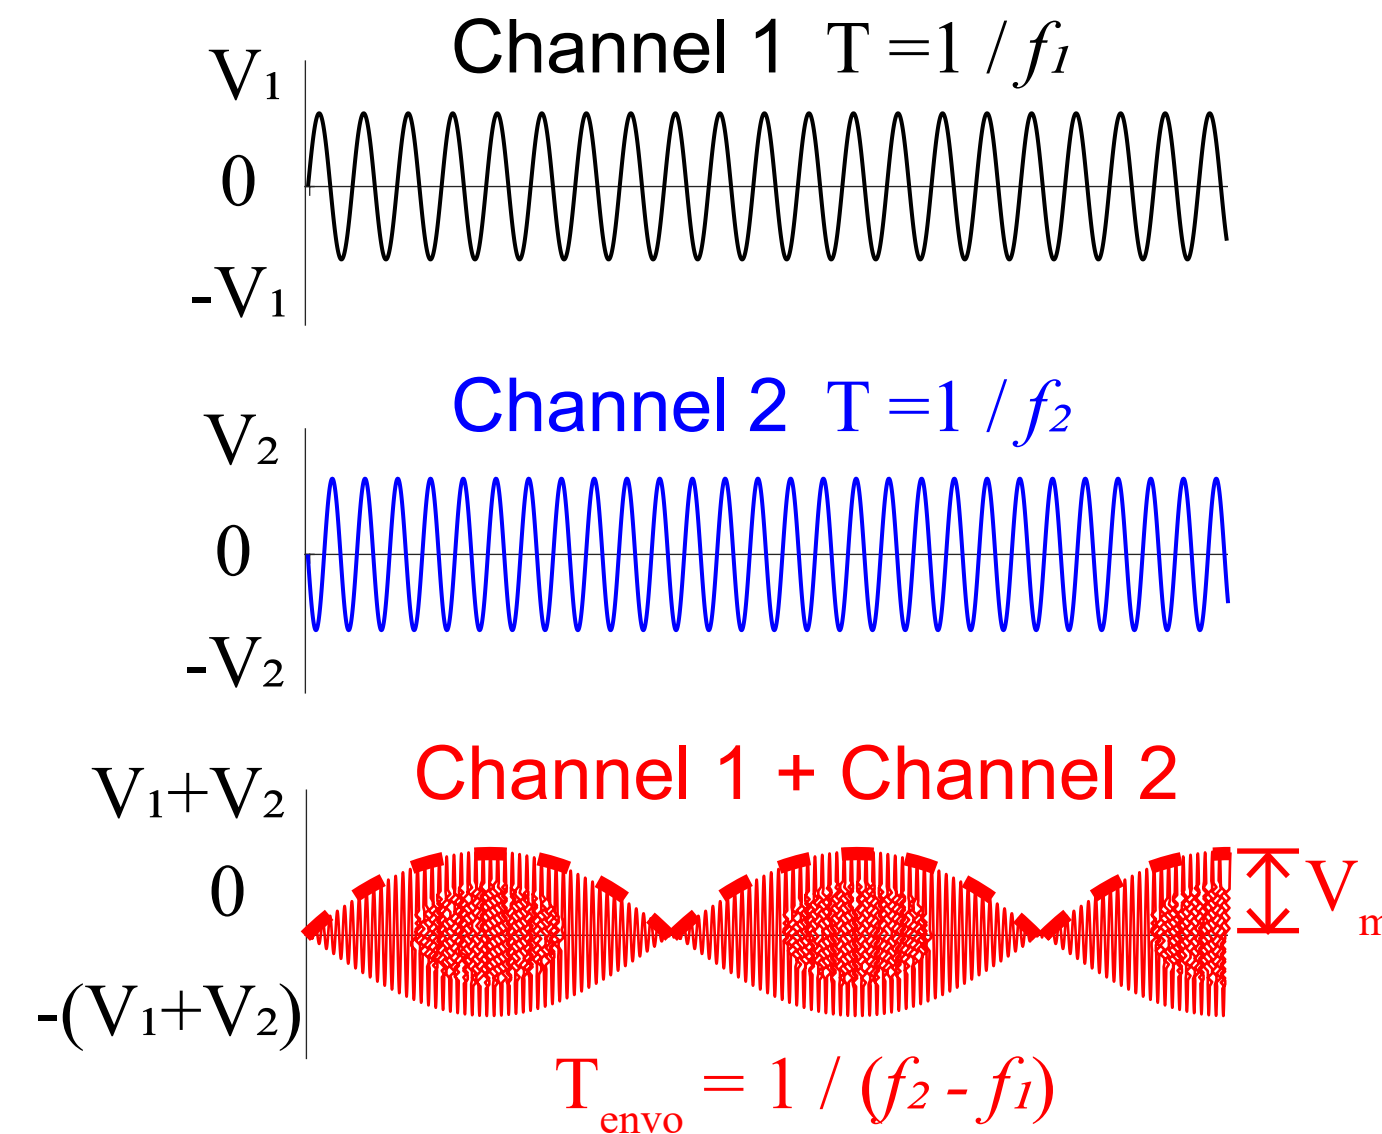 Channel 1 T =1 / f₁
V₁
0
-V₁
Channel 2 T =1 / f₂
V₂
0
-V₂
Channel 1 + Channel 2
V₁+V₂
0
V
-(V₁+V₂)
T_envo = 1 / (f₂ - f₁)